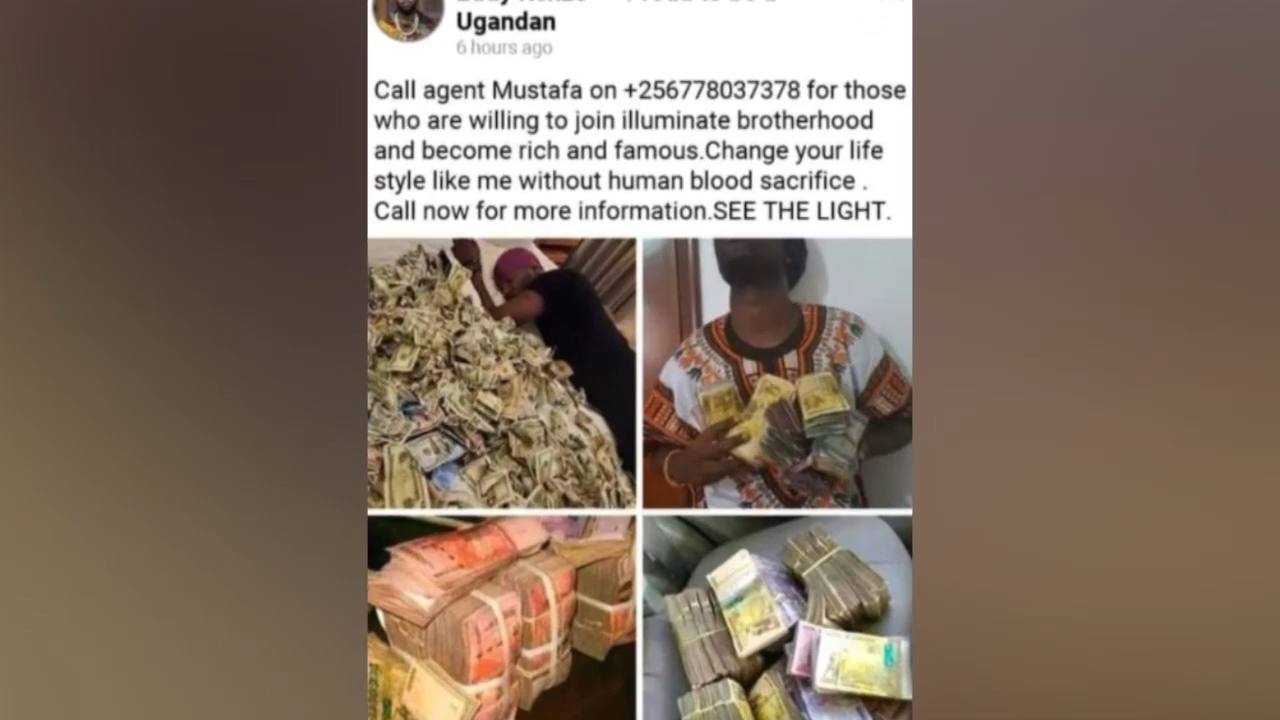 Ugandan
6 hours ago
Call agent Mustafa on +256778037378 for those
who are willing to join illuminate brotherhood
and become rich and famous.Change your life
style like me without human blood sacrifice .
Call now for more information.SEE THE LIGHT.